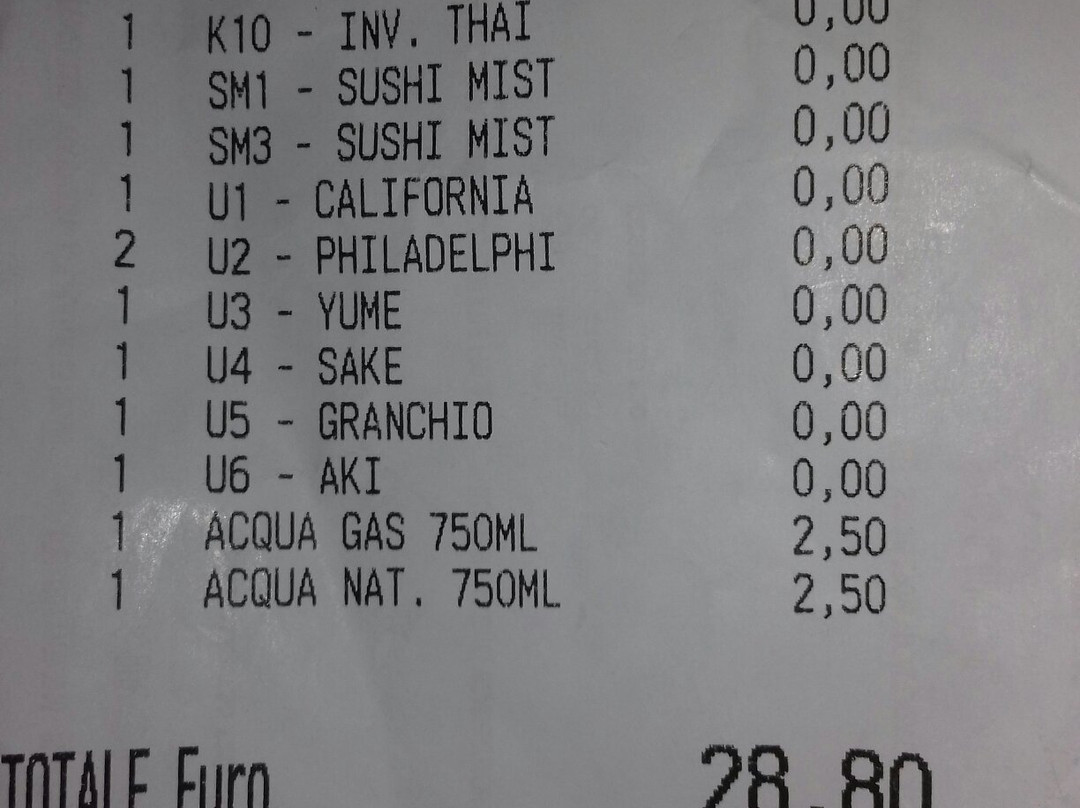 1 K10 - INV. THAI 0,00
1 SM1 - SUSHI MIST 0,00
1 SM3 - SUSHI MIST 0,00
1 U1 - CALIFORNIA 0,00
2 U2 - PHILADELPHI 0,00
1 U3 - YUME 0,00
1 U4 - SAKE 0,00
1 U5 - GRANCHIO 0,00
1 U6 - AKI 0,00
1 ACQUA GAS 750ML 2,50
1 ACQUA NAT. 750ML 2,50
TOTALE Euro 28,80